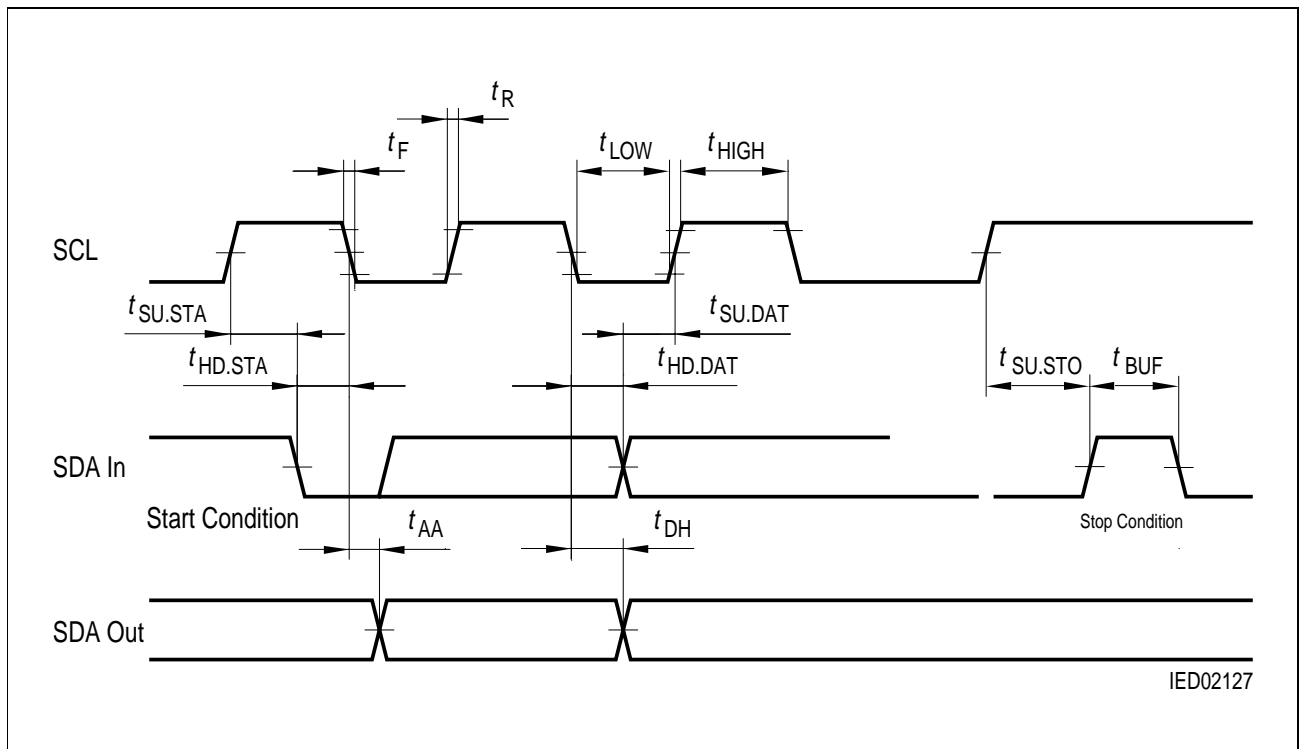 tR
tF
tLOW
tHIGH
SCL
tSU.STA
tSU.DAT
tHD.STA
tHD.DAT
tSU.STO
tBUF
SDA In
Start Condition
tAA
tDH
Stop Condition
SDA Out
IED02127